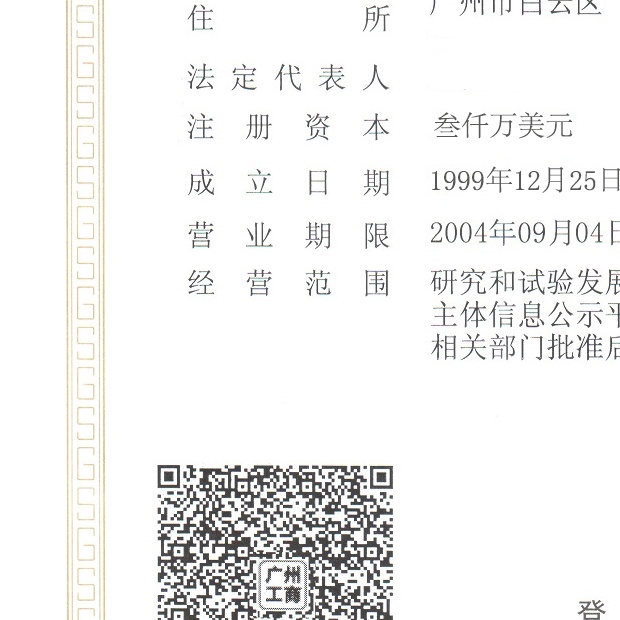 住所 广州市白云区
法定代表人
注册资本 叁仟万美元
成立日期 1999年12月25日
营业期限 2004年09月04日
经营范围 研究和试验发展
主体信息公示平
相关部门批准后
广州
工商
登